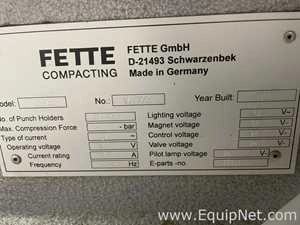 FETTE
COMPACTING
FETTE GmbH
D-21493 Schwarzenbek
Made in Germany
Model: No.: Year Built:
No. of Punch Holders
Max. Compression Force - bar
Type of current ~
Operating voltage V
Current rating A
Frequency Hz
Lighting voltage V~
Magnet voltage V-
Control voltage V-
Valve voltage V-
Pilot lamp voltage V-
E-parts -no.
www.EquipNet.com